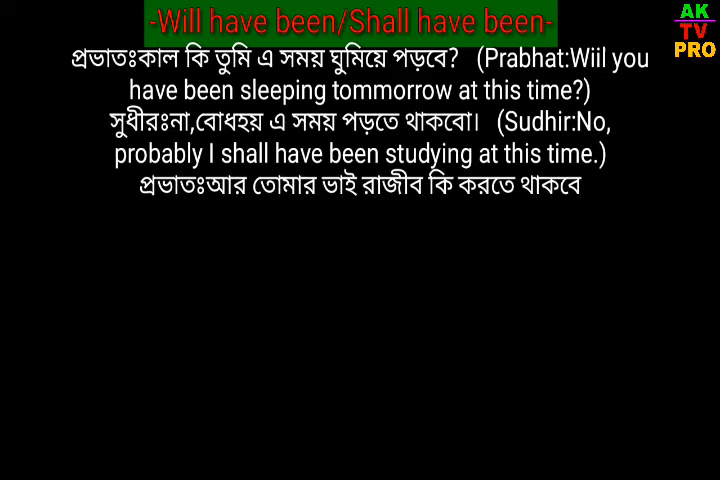 -Will have been/Shall have been-
AK
TV
PRO
প্রভাতঃকাল কি তুমি এ সময় ঘুমিয়ে পড়বে? (Prabhat:Wiil you
have been sleeping tommorrow at this time?)
সুধীরঃনা,বোধহয় এ সময় পড়তে থাকবো। (Sudhir:No,
probably I shall have been studying at this time.)
প্রভাতঃআর তোমার ভাই রাজীব কি করতে থাকবে